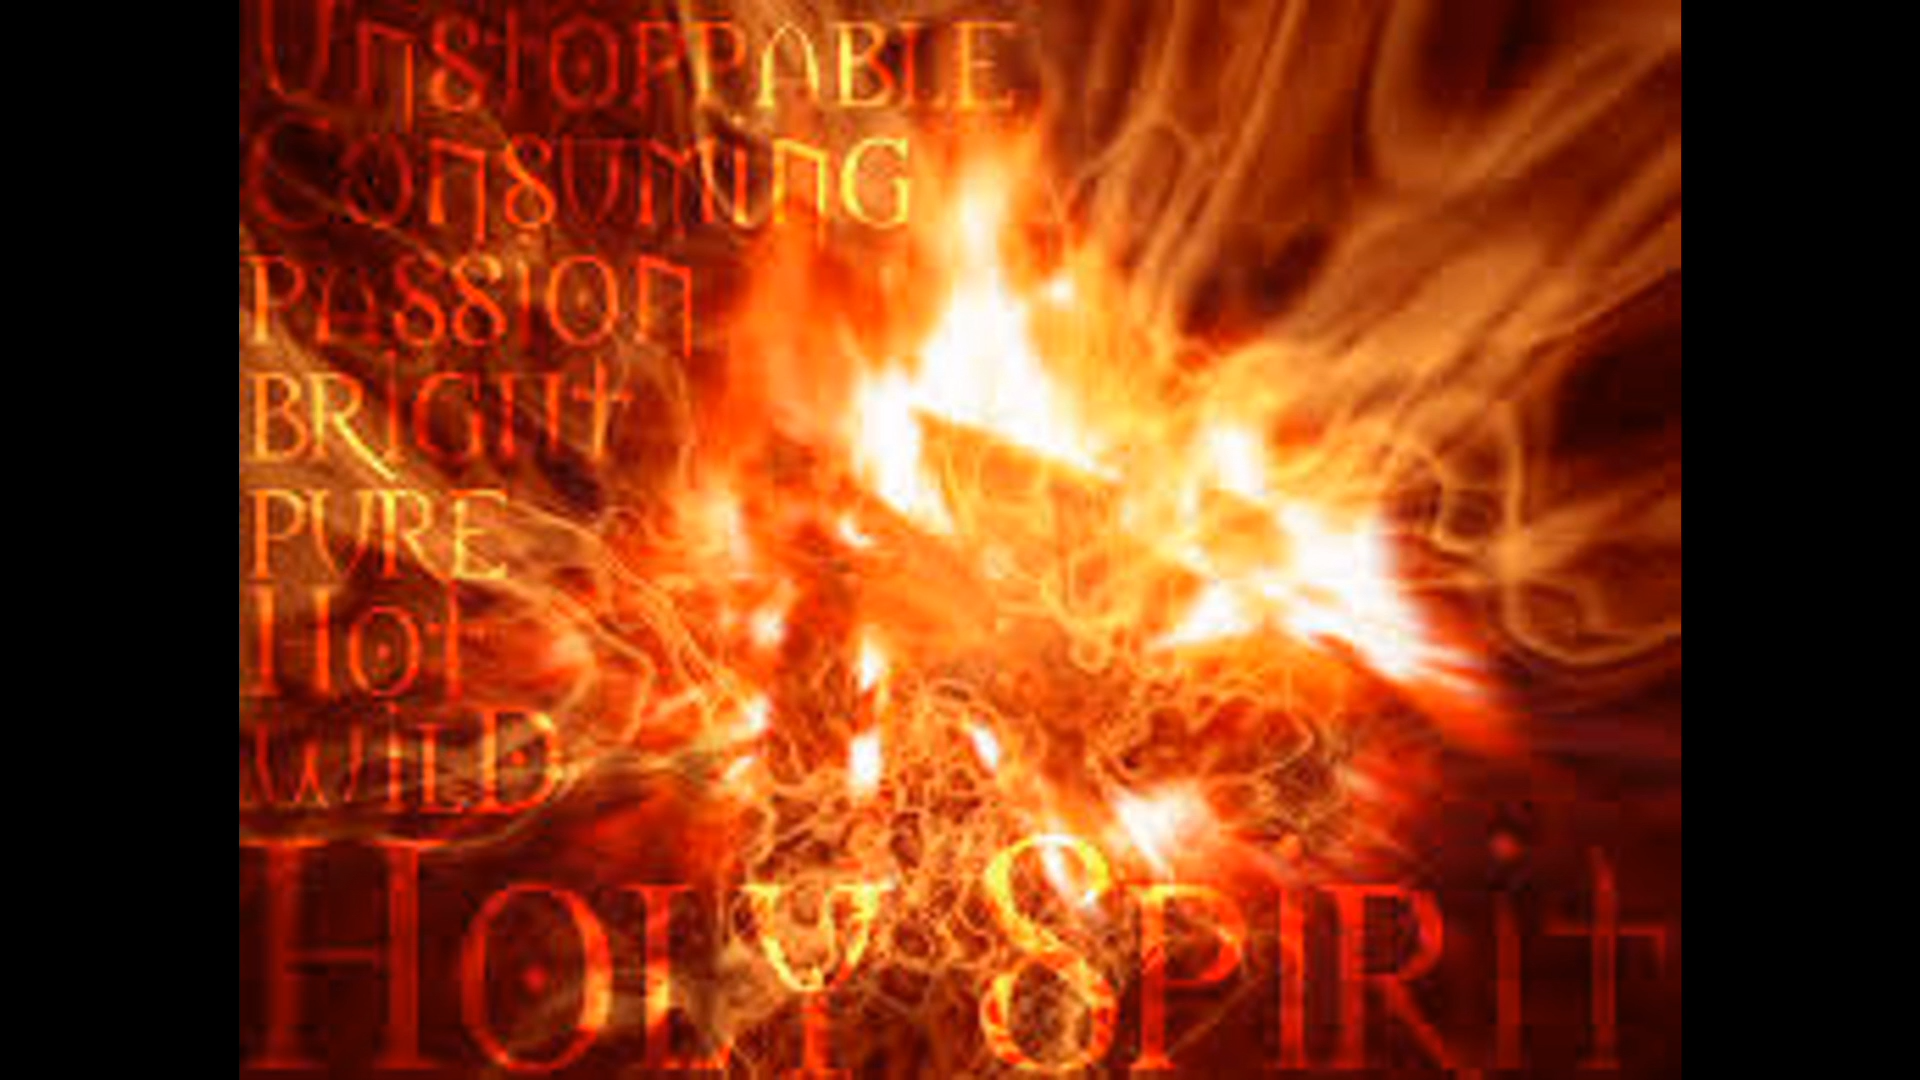 Unstoppable
Consuming
Passion
Bright
Pure
Hot
Wild
Holy Spirit